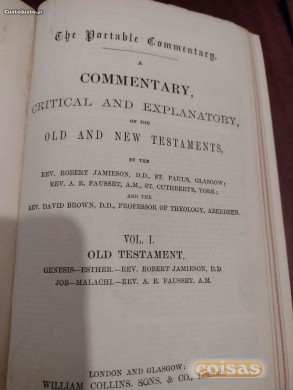 CustoJusto.pt
The Portable Commentary.
A
COMMENTARY,
CRITICAL AND EXPLANATORY,
ON THE
OLD AND NEW TESTAMENTS,
BY THE
REV. ROBERT JAMIESON, D.D., ST. PAUL'S, GLASGOW;
REV. A. R. FAUSSET, A.M., ST. CUTHBERT'S, YORK;
AND THE
REV. DAVID BROWN, D.D., PROFESSOR OF THEOLOGY, ABERDEEN.
VOL. I.
OLD TESTAMENT.
GENESIS—ESTHER.—REV. ROBERT JAMIESON, D.D.
JOB—MALACHI.—REV. A. R. FAUSSET, A.M.
LONDON AND GLASGOW:
WILLIAM COLLINS, SONS, & CO.,
coisas